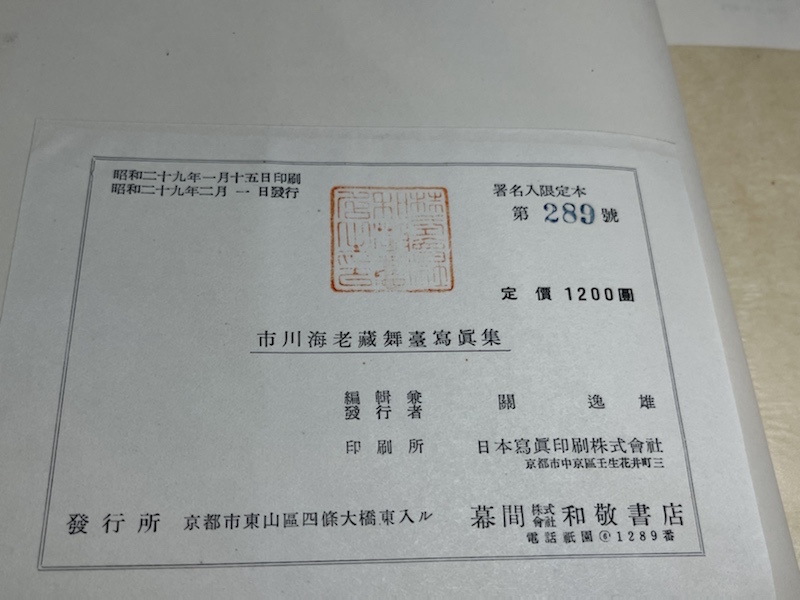 昭和二十九年一月十五日印刷
昭和二十九年二月一日發行
署名入限定本
第 289 號
定價 1200圓
市川海老藏舞臺寫眞集
編輯兼
發行者
關逸雄
印刷所 日本寫眞印刷株式會社
京都市中京區壬生花井町三
發行所 京都市東山區四條大橋東入ル 幕間 株式會社 和敬書店
電話祇園⑥1289番